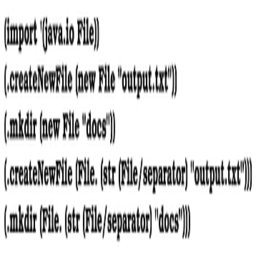 (import '(java.io File))
(.createNewFile (new File "output.txt"))
(.mkdir (new File "docs"))
(.createNewFile (File. (str (File/separator) "output.txt")))
(.mkdir (File. (str (File/separator) "docs")))